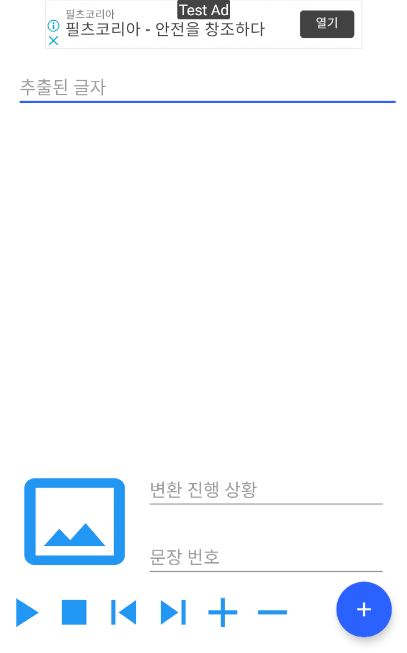 Test Ad
필츠코리아
필츠코리아 - 안전을 창조하다
열기
추출된 글자
변환 진행 상황
문장 번호